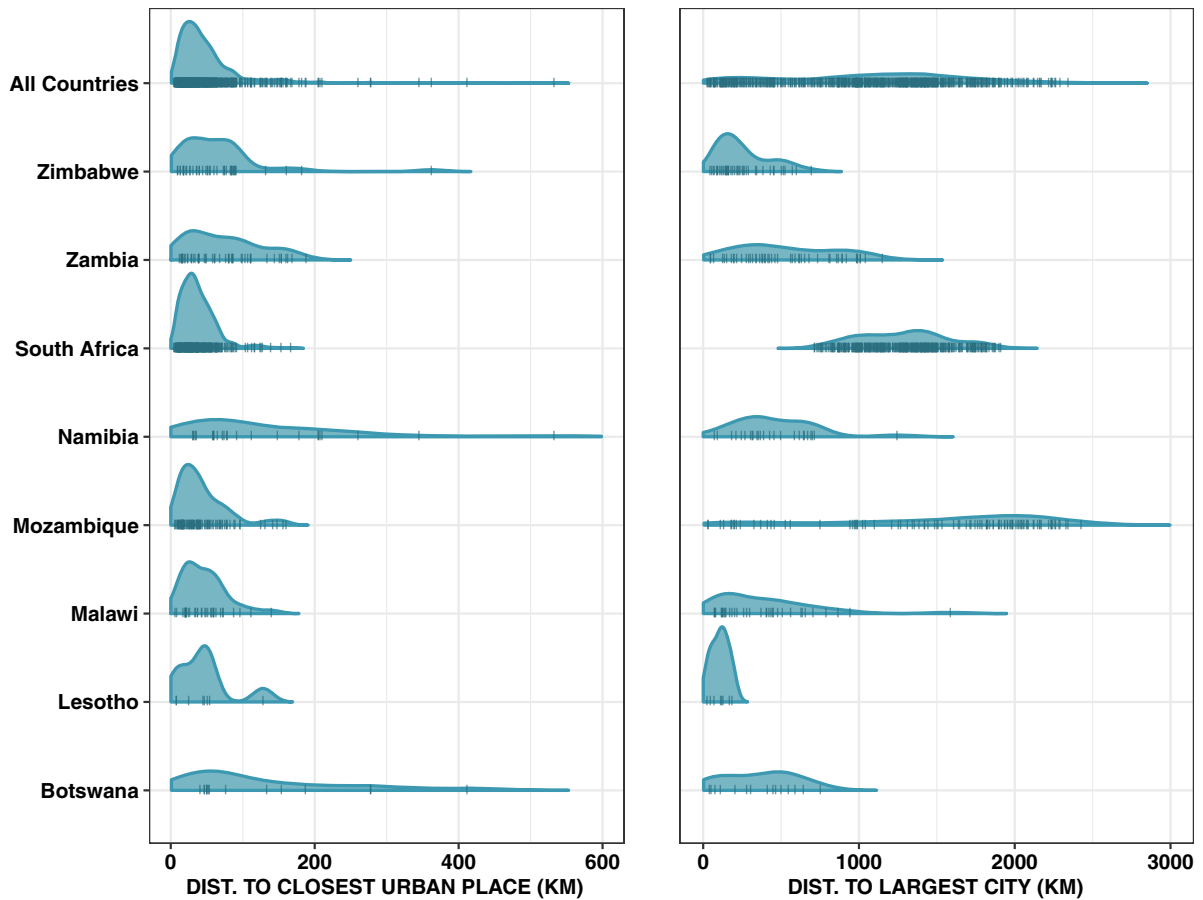 All Countries
Zimbabwe
Zambia
South Africa
Namibia
Mozambique
Malawi
Lesotho
Botswana
0 200 400 600
DIST. TO CLOSEST URBAN PLACE (KM)
0 1000 2000 3000
DIST. TO LARGEST CITY (KM)